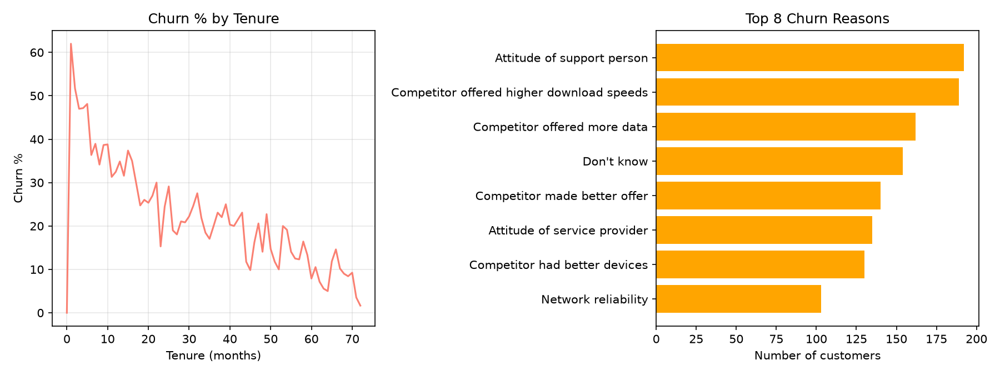 Churn % by Tenure
Churn %
60
50
40
30
20
10
0
0 10 20 30 40 50 60 70
Tenure (months)
Top 8 Churn Reasons
Attitude of support person
Competitor offered higher download speeds
Competitor offered more data
Don't know
Competitor made better offer
Attitude of service provider
Competitor had better devices
Network reliability
0 25 50 75 100 125 150 175 200
Number of customers